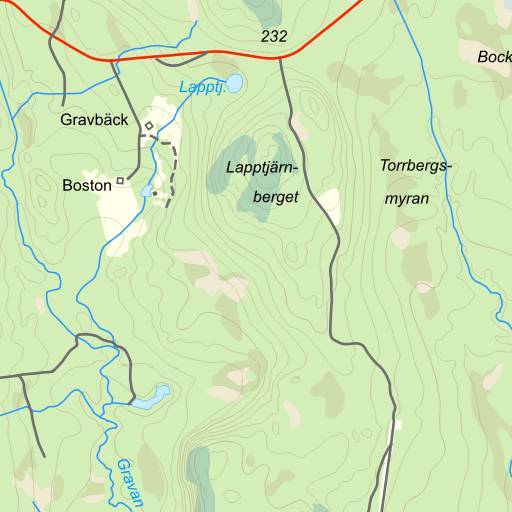 232
Bock
Lapptj.
Gravbäck
Lapptjärn-
berget
Torrbergs-
myran
Boston
Gravan